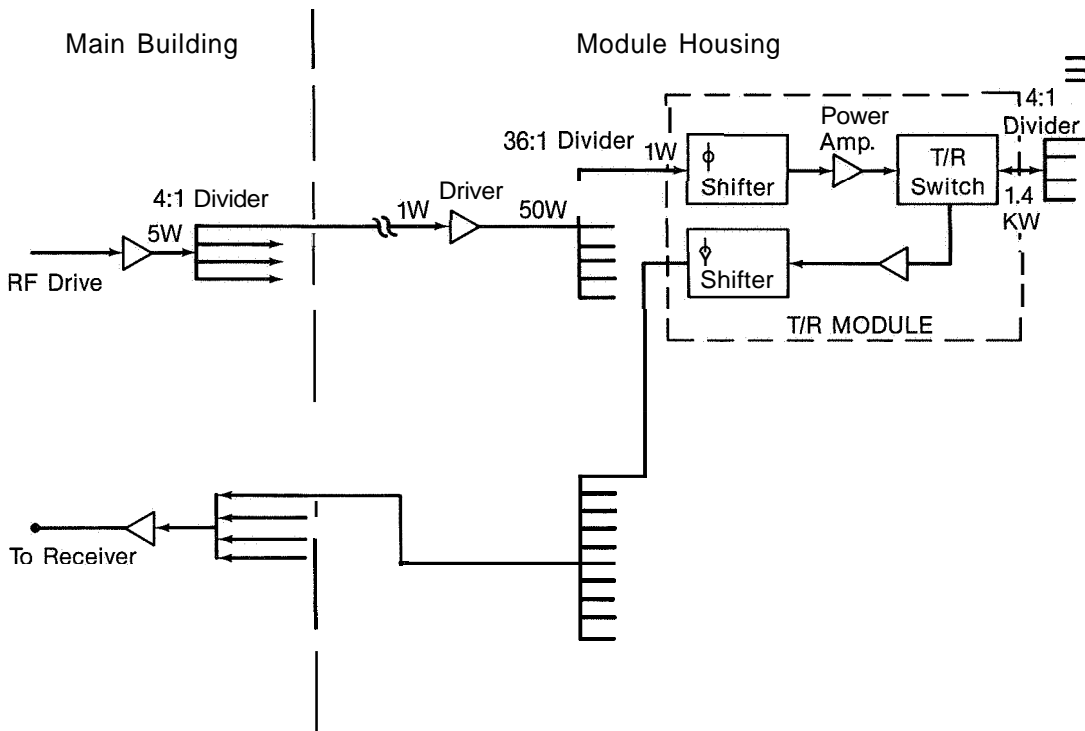 Main Building
Module Housing
4:1
Divider
36:1 Divider
1W
ϕ
Shifter
Power
Amp.
T/R
Switch
1.4
KW
4:1 Divider
5W
RF Drive
1W
Driver
50W
ϕ
Shifter
T/R MODULE
To Receiver